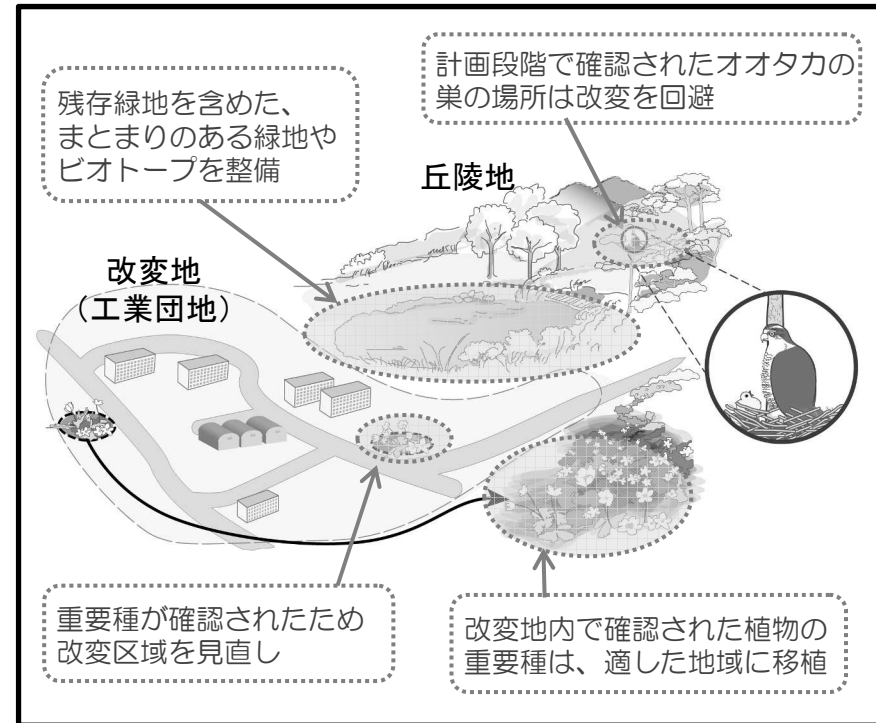 計画段階で確認されたオオタカの
巣の場所は改変を回避
残存緑地を含めた、
まとまりのある緑地や
ビオトープを整備
丘陵地
改変地
（工業団地）
重要種が確認されたため
改変区域を見直し
改変地内で確認された植物の
重要種は、適した地域に移植